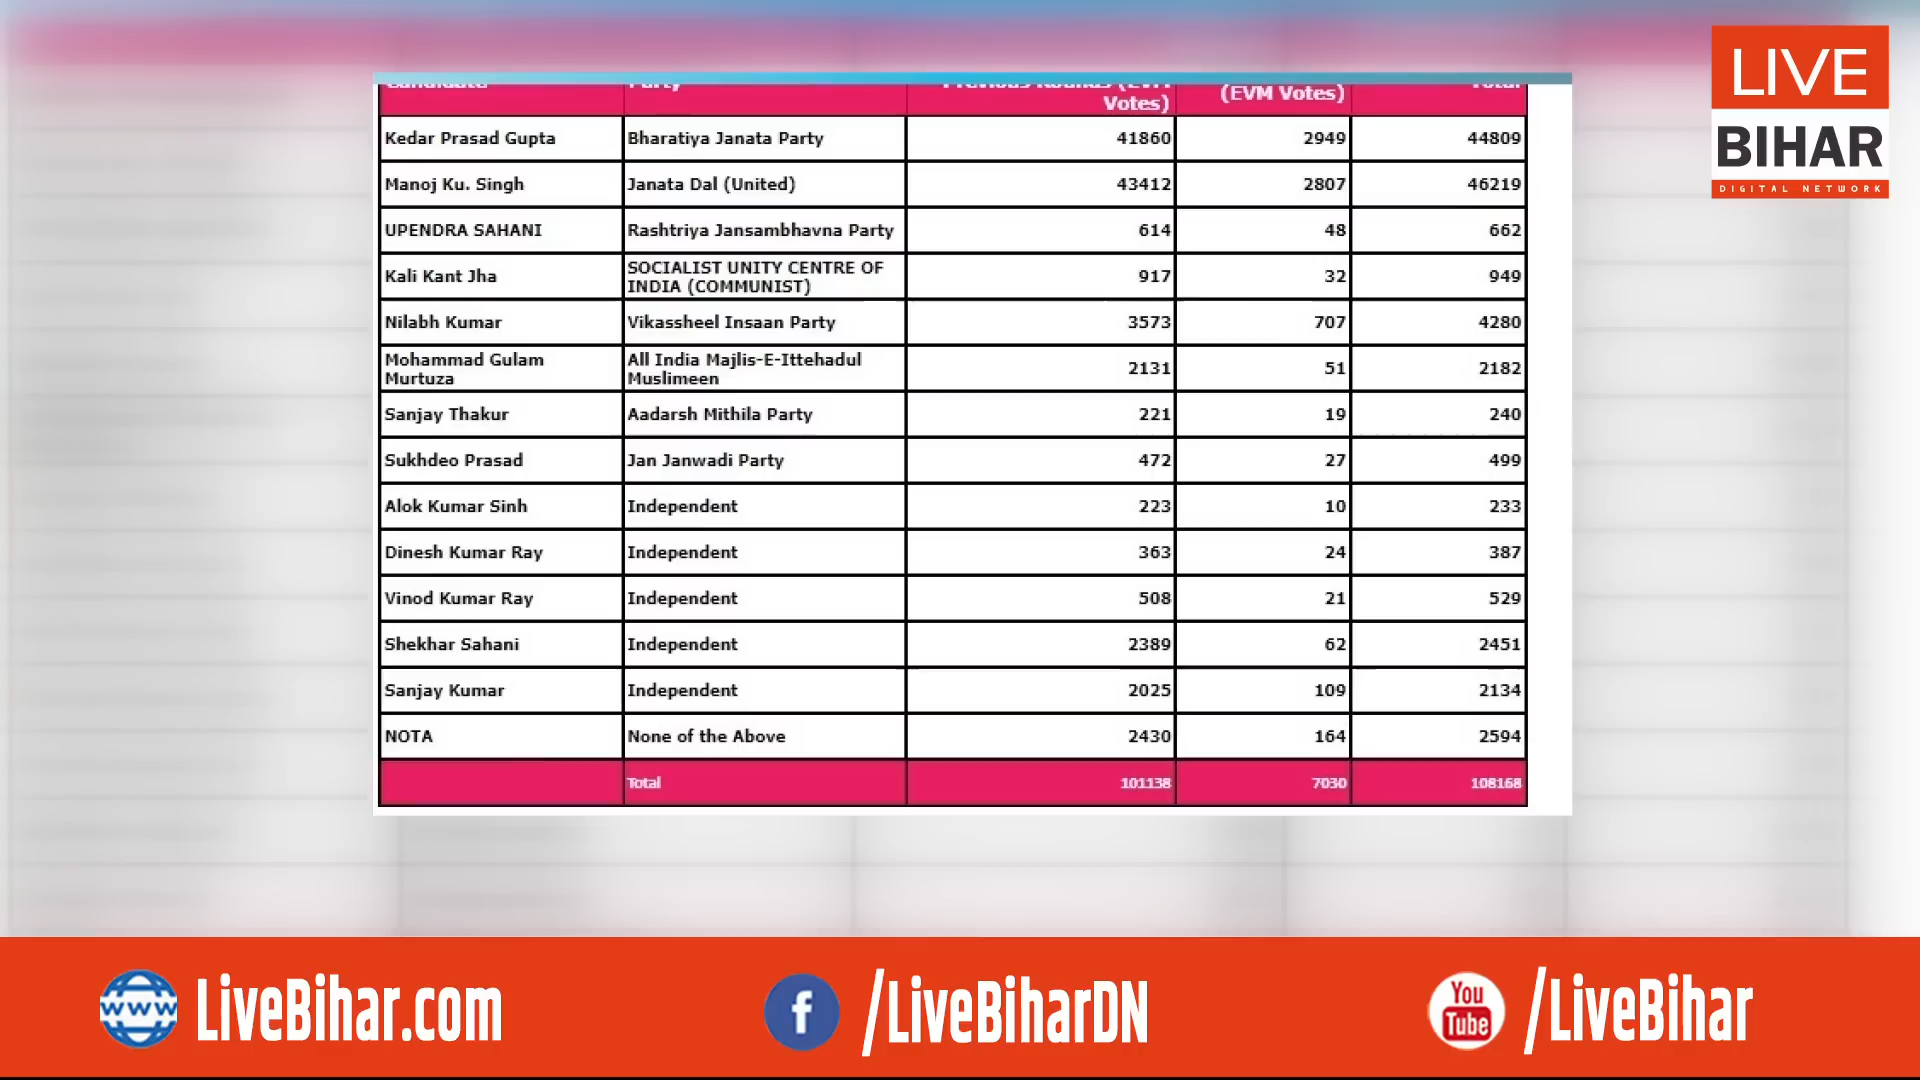 LIVE
BIHAR
DIGITAL NETWORK
Candidate Party Previous Rounds (EVM Votes) (EVM Votes) Total
Kedar Prasad Gupta Bharatiya Janata Party 41860 2949 44809
Manoj Ku. Singh Janata Dal (United) 43412 2807 46219
UPENDRA SAHANI Rashtriya Jansambhavna Party 614 48 662
Kali Kant Jha SOCIALIST UNITY CENTRE OF INDIA (COMMUNIST) 917 32 949
Nilabh Kumar Vikassheel Insaan Party 3573 707 4280
Mohammad Gulam Murtuza All India Majlis-E-Ittehadul Muslimeen 2131 51 2182
Sanjay Thakur Aadarsh Mithila Party 221 19 240
Sukhdeo Prasad Jan Janwadi Party 472 27 499
Alok Kumar Sinh Independent 223 10 233
Dinesh Kumar Ray Independent 363 24 387
Vinod Kumar Ray Independent 508 21 529
Shekhar Sahani Independent 2389 62 2451
Sanjay Kumar Independent 2025 109 2134
NOTA None of the Above 2430 164 2594
Total 101138 7030 108168
www LiveBihar.com f /LiveBiharDN You Tube /LiveBihar